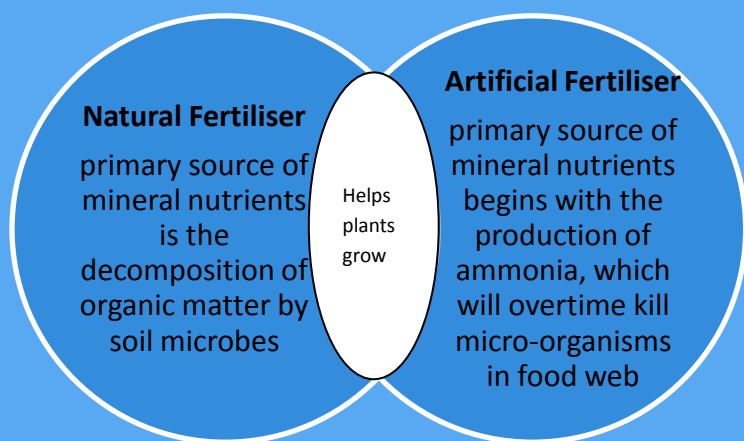 Natural Fertiliser
primary source of
mineral nutrients
is the
decomposition of
organic matter by
soil microbes
Helps
plants
grow
Artificial Fertiliser
primary source of
mineral nutrients
begins with the
production of
ammonia, which
will overtime kill
micro-organisms
in food web